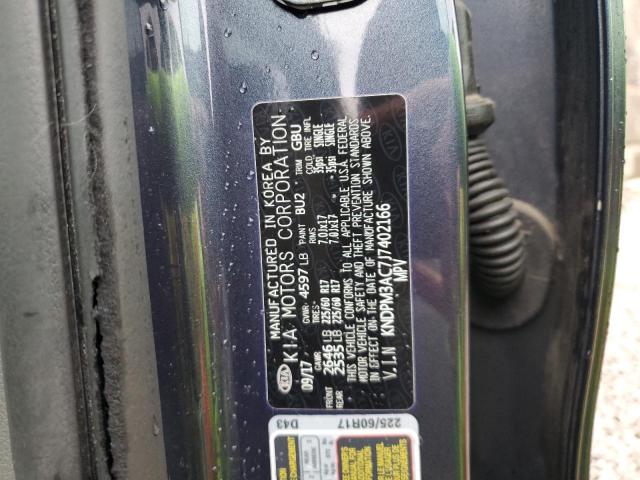 MANUFACTURED IN KOREA BY
KIA MOTORS CORPORATION
09/17 GVWR 4597 LB PAINT BU2 TRIM GBU
GAWR TIRES RIMS COLD TIRE INFL
FRONT 2646 LB 225/60 R17 7.0Jx17 35psi SINGLE
REAR 2535 LB 225/60 R17 7.0Jx17 35psi SINGLE
THIS VEHICLE CONFORMS TO ALL APPLICABLE U.S.A. FEDERAL
MOTOR VEHICLE SAFETY AND THEFT PREVENTION STANDARDS
IN EFFECT ON THE DATE OF MANUFACTURE SHOWN ABOVE.
V.I.N KNDPM3AC7J7402166
MPV
KIA
D43
225/60R17